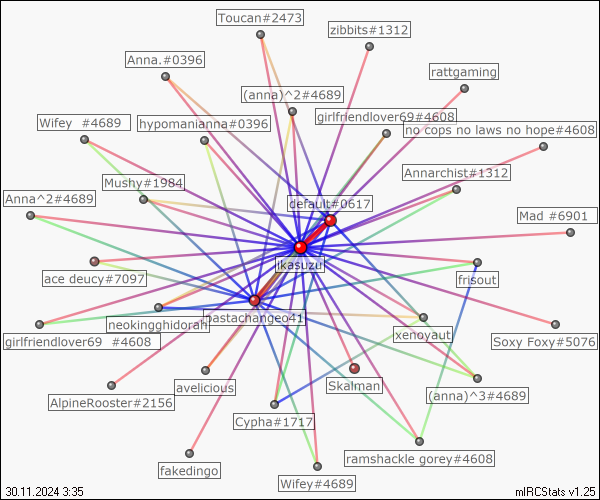 Toucan#2473
zibbits#1312
Anna.#0396
rattgaming
(anna)^2#4689
girlfriendlover69#4608
Wifey #4689
hypomanianna#0396
no cops no laws no hope#4608
Annarchist#1312
Mushy#1984
Anna^2#4689
default#0617
Mad #6901
ikasuzu
ace deucy#7097
frisout
pastachangeo41
neokingghidorah
girlfriendlover69 #4608
xenoyaut
Soxy Foxy#5076
avelicious
Skalman
AlpineRooster#2156
(anna)^3#4689
Cypha#1717
ramshackle gorey#4608
fakedingo
Wifey#4689
30.11.2024 3:35
mIRCStats v1.25